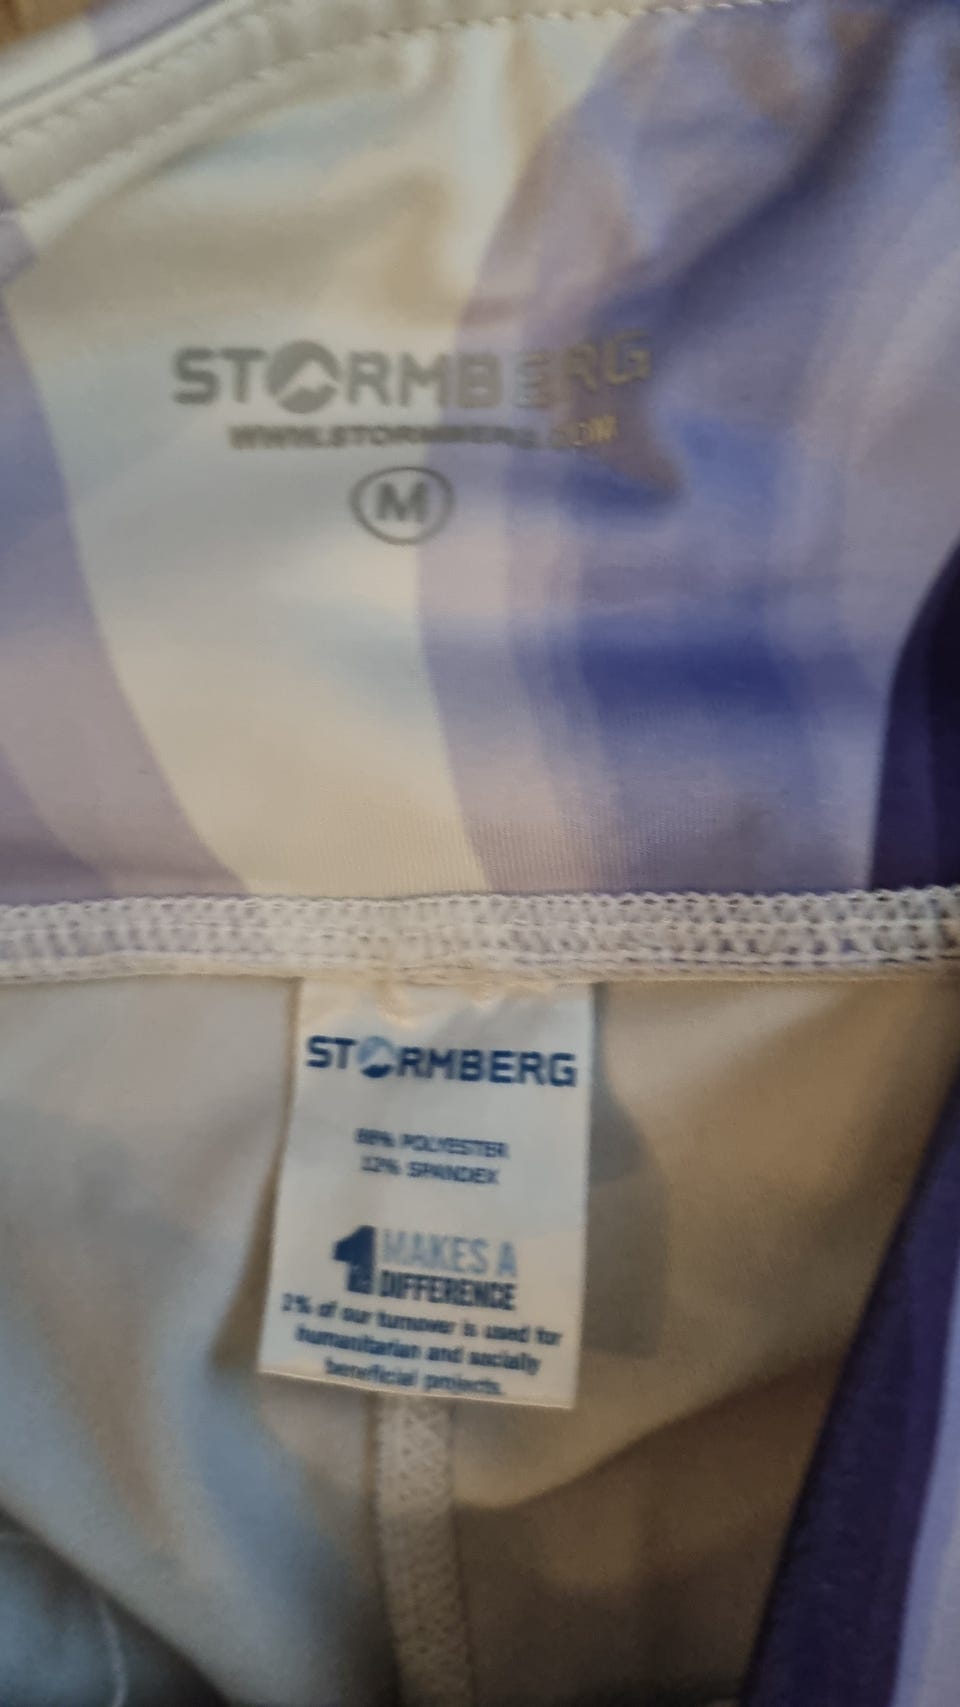 STORMBERG
WWW.STORMBERG.COM
M
STORMBERG
88% POLYESTER
12% SPANDEX
1 MAKES A
DIFFERENCE
1% of our turnover is used for
humanitarian and socially
beneficial projects.